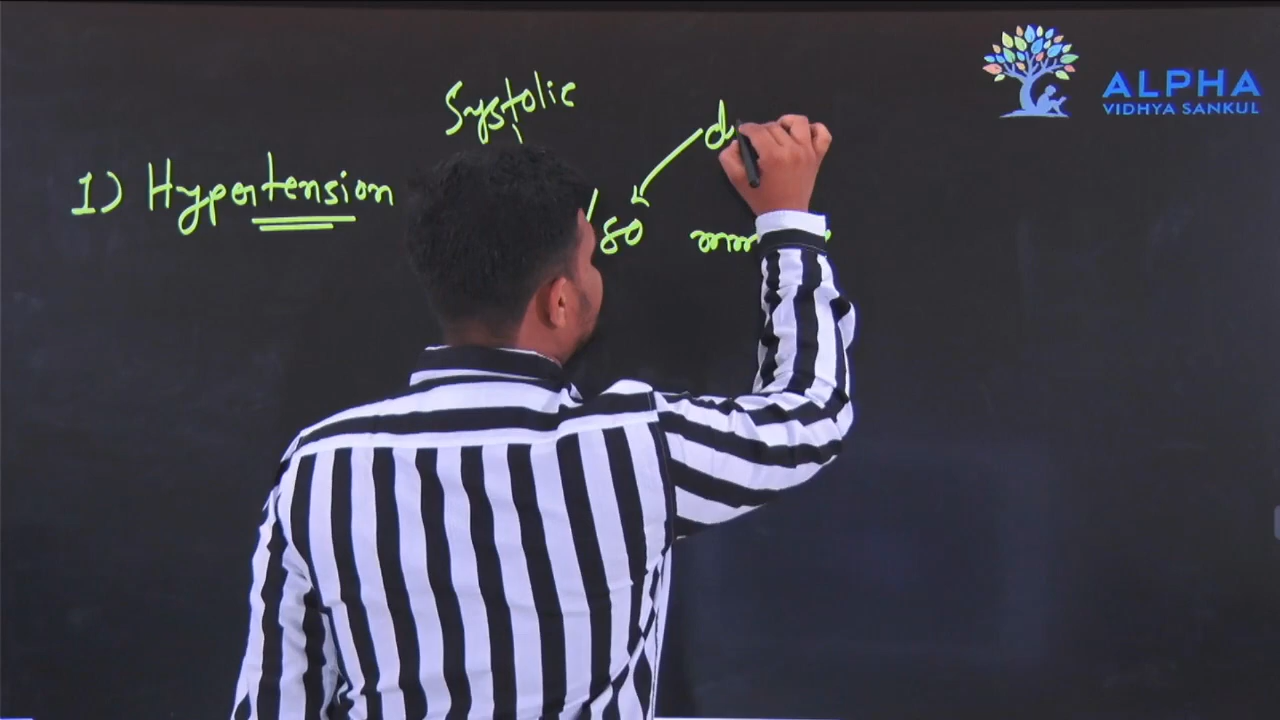 ALPHA
VIDHYA SANKUL
Systolic
d
1) Hypertension
/80